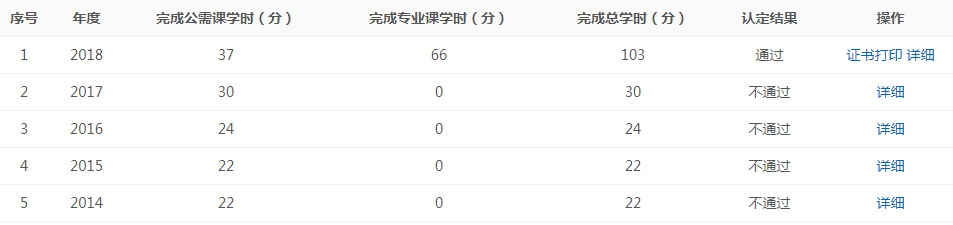 序号 年度 完成公需课学时（分） 完成专业课学时（分） 完成总学时（分） 认定结果 操作
1 2018 37 66 103 通过 证书打印 详细
2 2017 30 0 30 不通过 详细
3 2016 24 0 24 不通过 详细
4 2015 22 0 22 不通过 详细
5 2014 22 0 22 不通过 详细